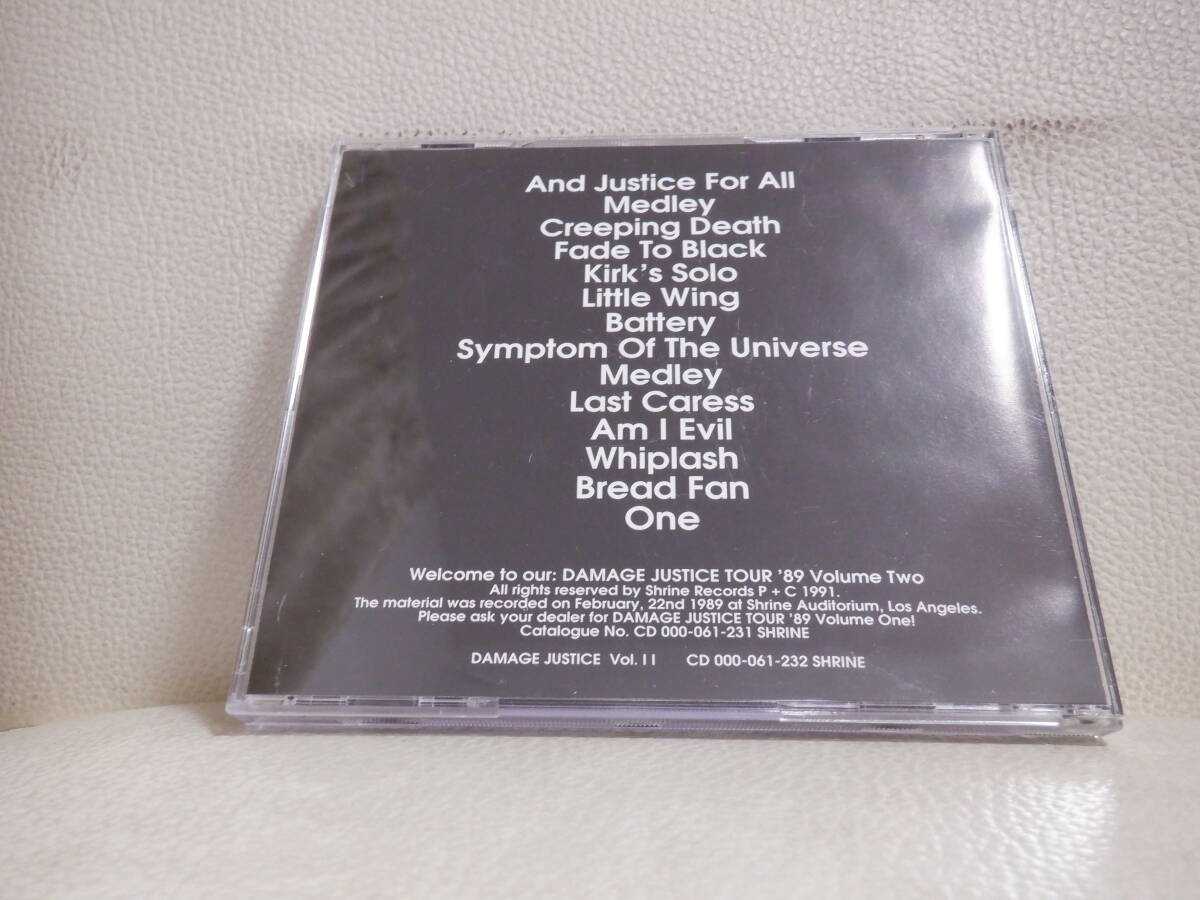 And Justice For All
Medley
Creeping Death
Fade To Black
Kirk's Solo
Little Wing
Battery
Symptom Of The Universe
Medley
Last Caress
Am I Evil
Whiplash
Bread Fan
One
Welcome to our: DAMAGE JUSTICE TOUR '89 Volume Two
All rights reserved by Shrine Records P + C 1991.
The material was recorded on February, 22nd 1989 at Shrine Auditorium, Los Angeles.
Please ask your dealer for DAMAGE JUSTICE TOUR '89 Volume One!
Catalogue No. CD 000-061-231 SHRINE
DAMAGE JUSTICE Vol. I I CD 000-061-232 SHRINE